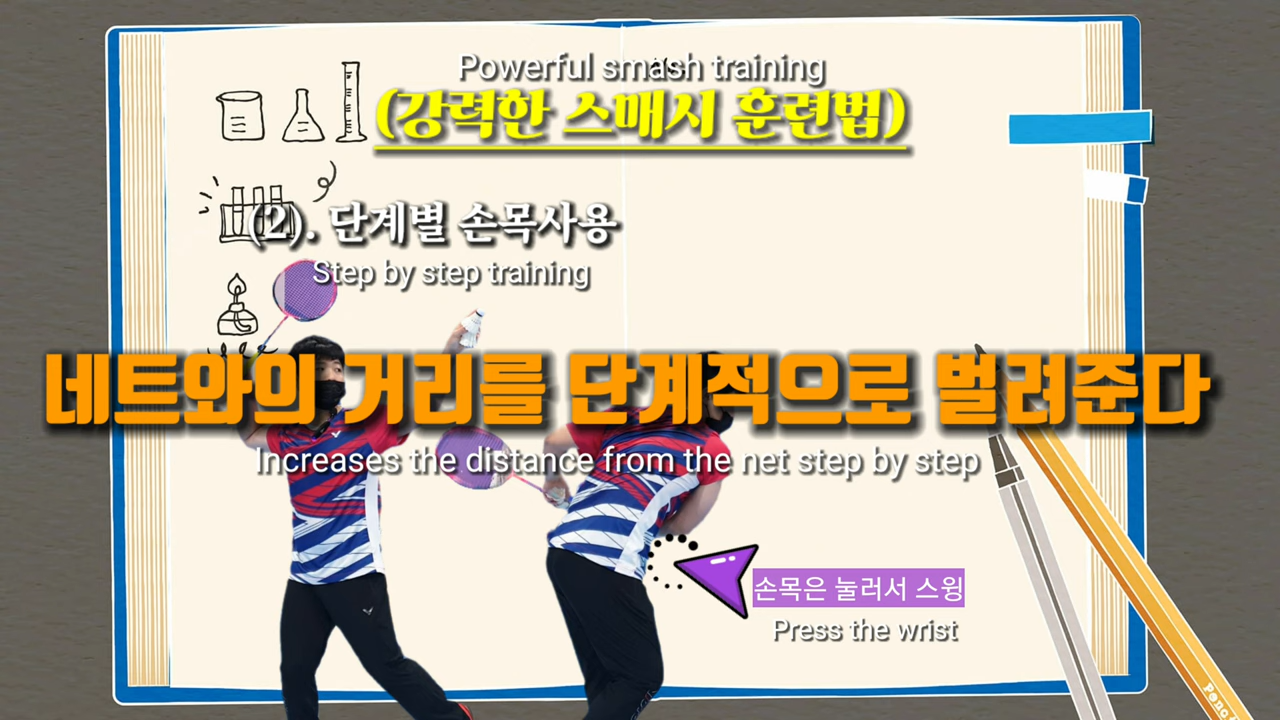 Powerful smash training
(강력한 스매시 훈련법)
(2). 단계별 손목사용
Step by step training
네트와의 거리를 단계적으로 벌려준다
Increases the distance from the net step by step
손목은 눌러서 스윙
Press the wrist